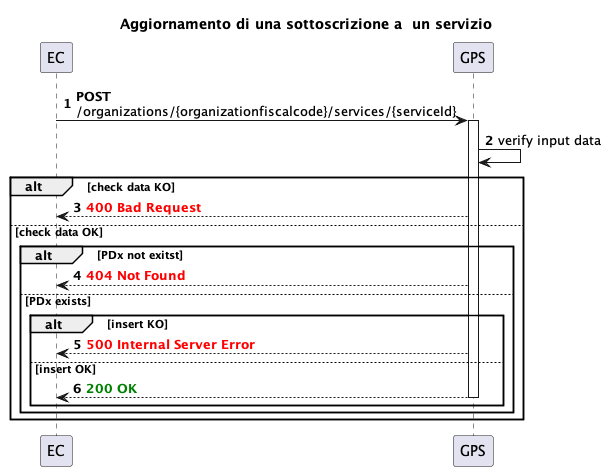 Aggiornamento di una sottoscrizione a  un servizio
EC
GPS
1 POST
/organizations/{organizationfiscalcode}/services/{serviceId}
2 verify input data
alt [check data KO]
3 400 Bad Request
[check data OK]
alt [PDx not exitst]
4 404 Not Found
[PDx exists]
alt [insert KO]
5 500 Internal Server Error
[insert OK]
6 200 OK
EC
GPS